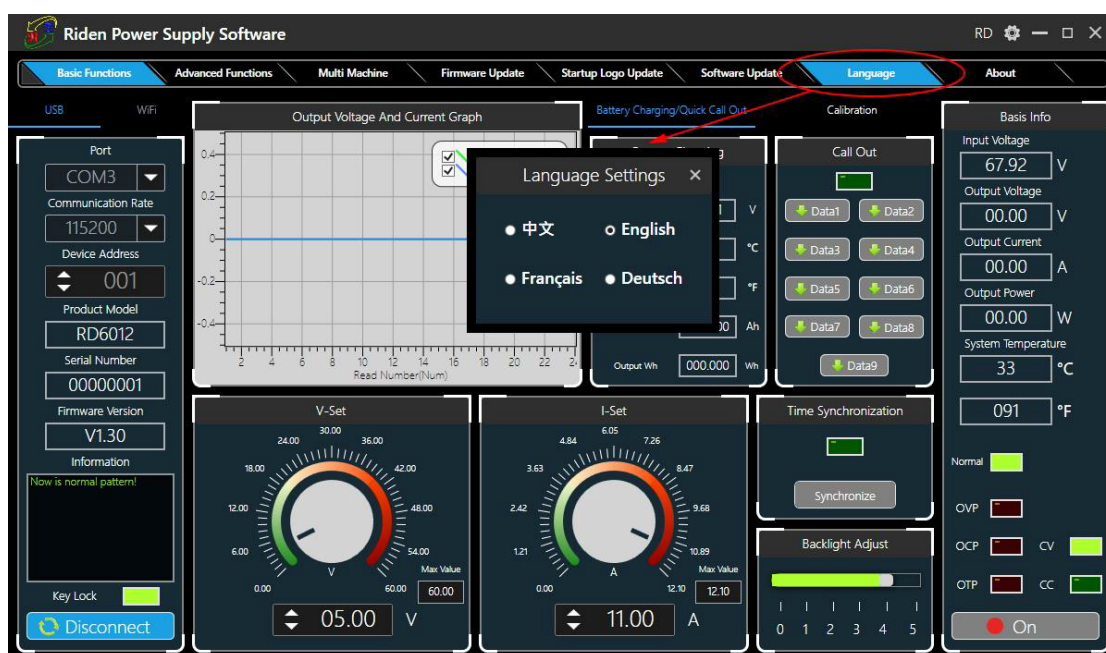 Riden Power Supply Software
RD
Basic Functions
Advanced Functions
Multi Machine
Firmware Update
Startup Logo Update
Software Update
Language
About
USB
WiFi
Port
COM3
Communication Rate
115200
Device Address
001
Product Model
RD6012
Serial Number
00000001
Firmware Version
V1.30
Information
Now is normal pattern!
Key Lock
Disconnect
Output Voltage And Current Graph
0.4
0.2
0
-0.2
-0.4
2 4 6 8 10 12 14 16 18 20 22
Read Number(Num)
Battery Charging/Quick Call Out
Calibration
Language Settings
中文
English
Français
Deutsch
V
°C
°F
Ah
Output Wh
000.000
Wh
Call Out
Data1
Data2
Data3
Data4
Data5
Data6
Data7
Data8
Data9
V-Set
0.00
6.00
12.00
18.00
24.00
30.00
36.00
42.00
48.00
54.00
60.00
V
Max Value
60.00
05.00
V
I-Set
0.00
1.21
2.42
3.63
4.84
6.05
7.26
8.47
9.68
10.89
12.10
A
Max Value
12.10
11.00
A
Time Synchronization
Synchronize
Backlight Adjust
0 1 2 3 4 5
Basis Info
Input Voltage
67.92 V
Output Voltage
00.00 V
Output Current
00.00 A
Output Power
00.00 W
System Temperature
33 °C
091 °F
Normal
OVP
OCP
CV
OTP
CC
On